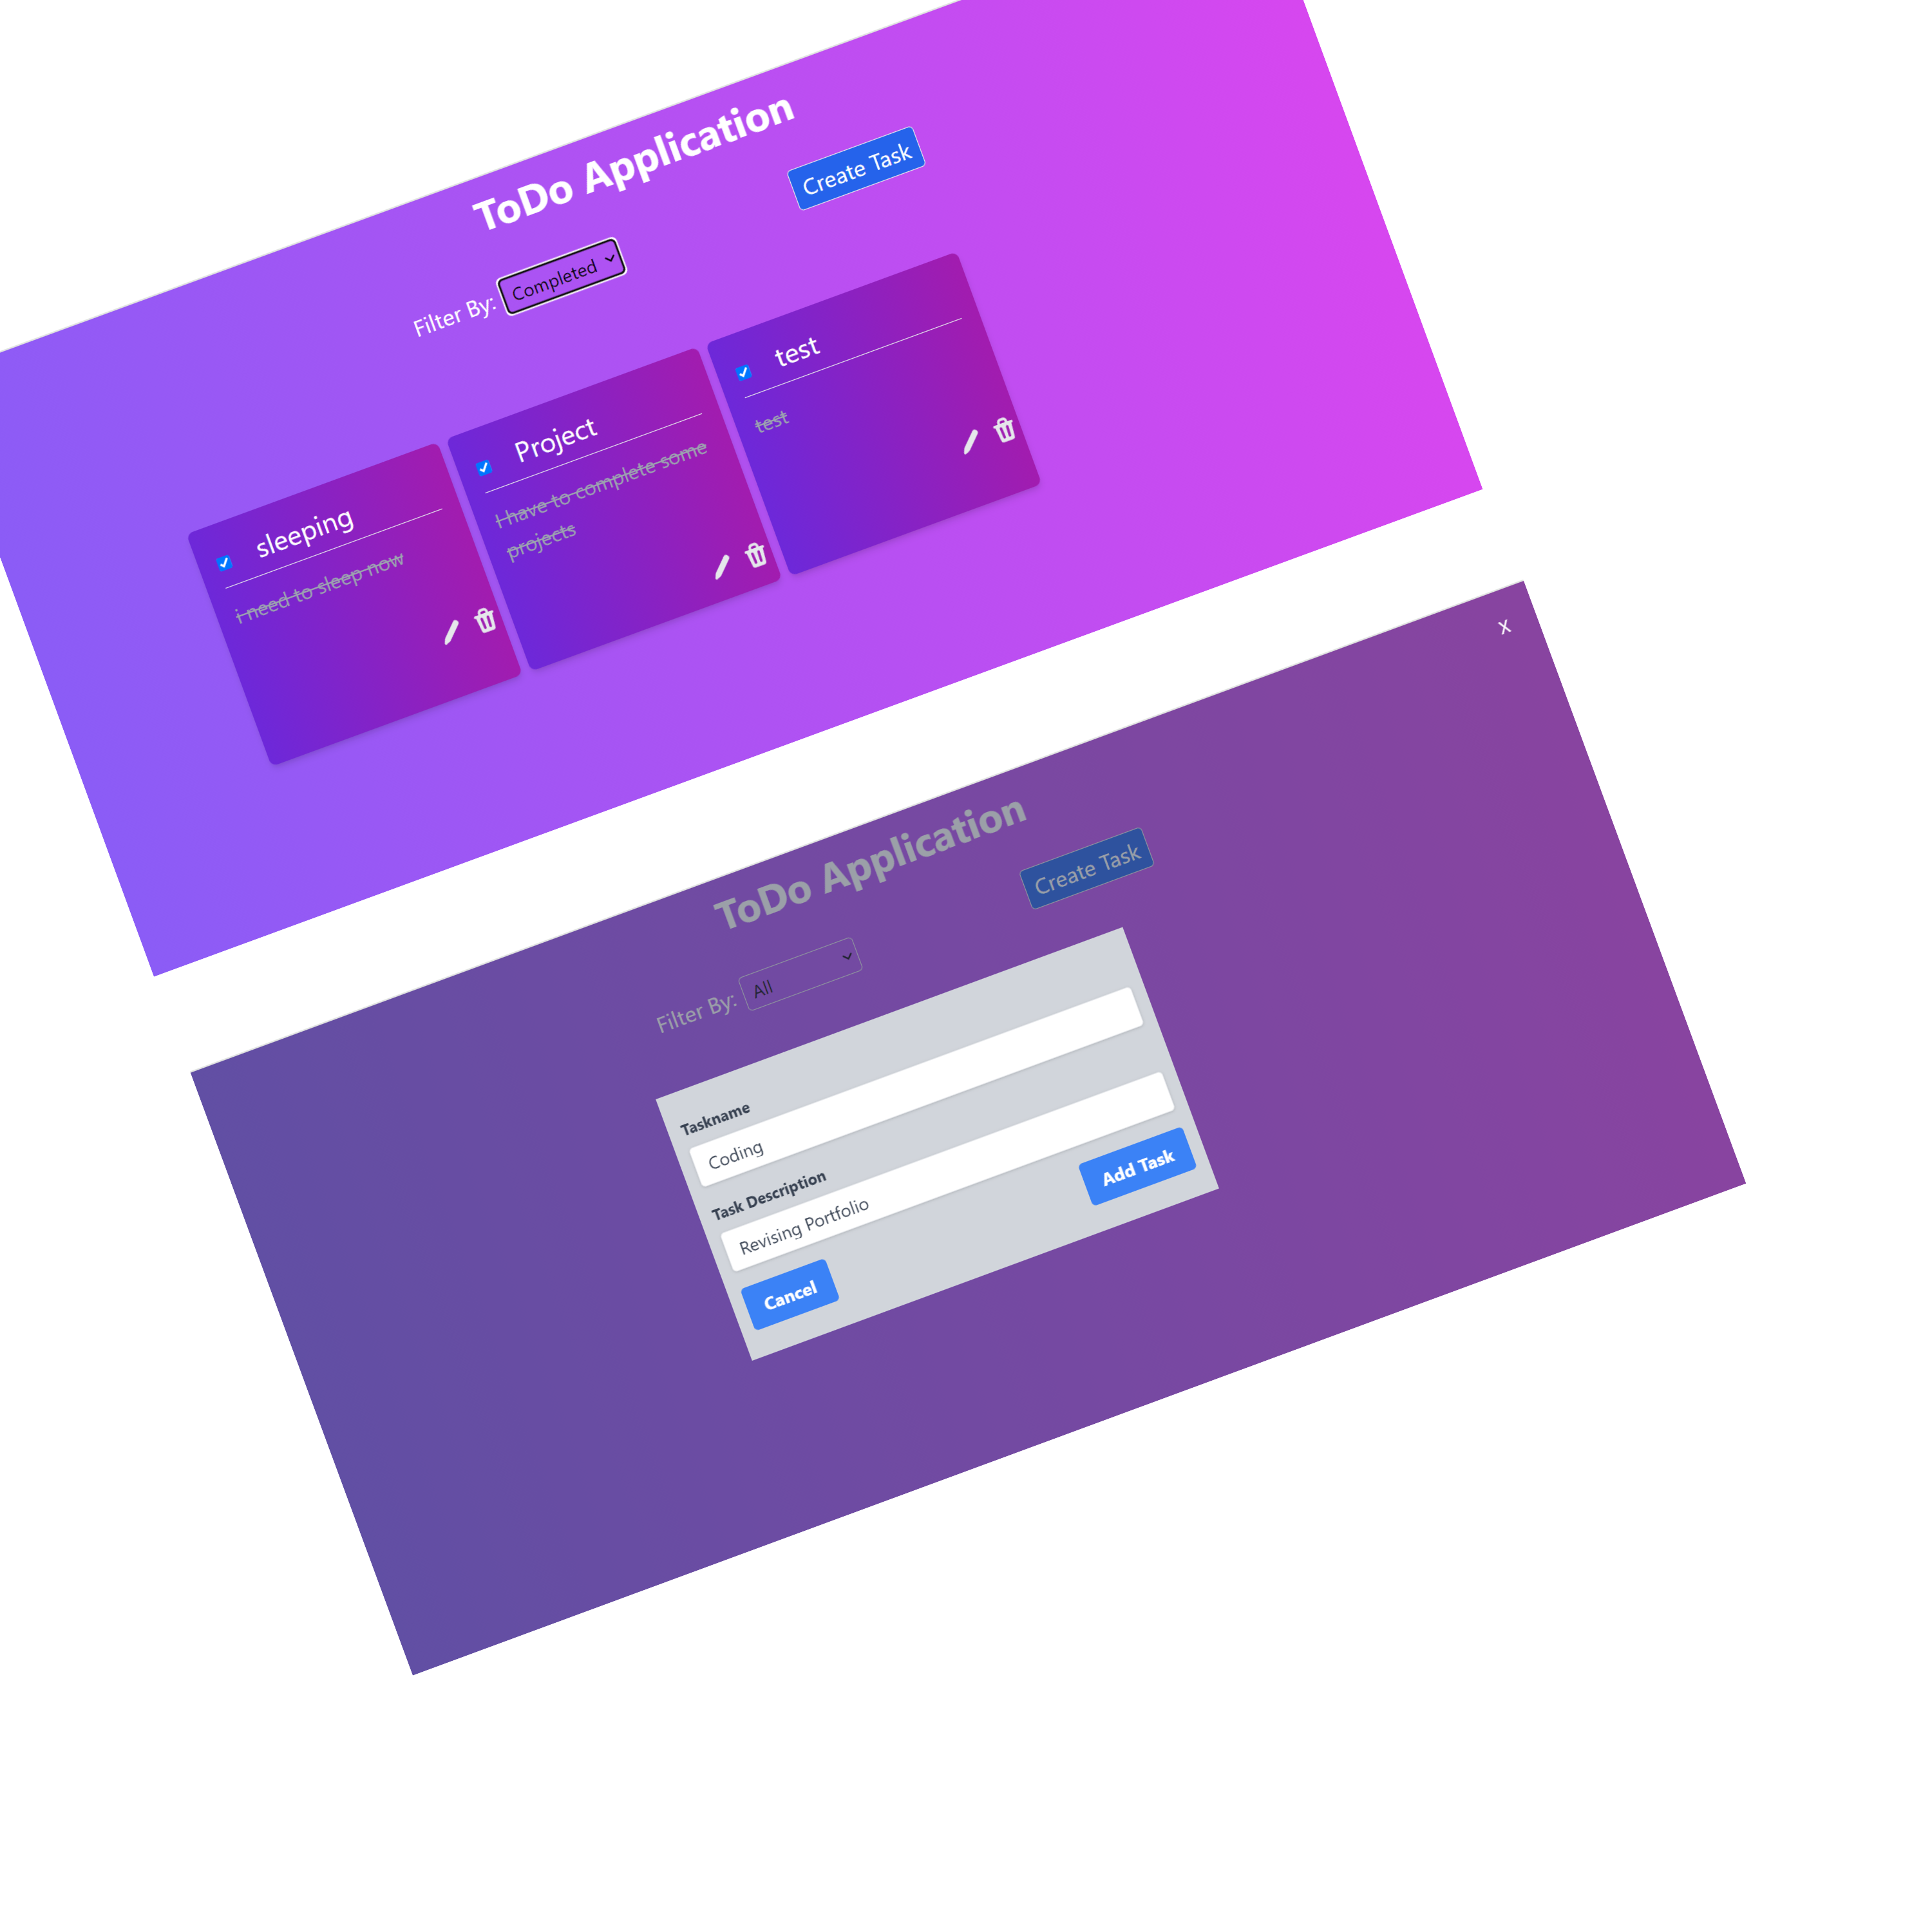 ToDo Application
Create Task
Filter By: Completed
sleeping
i need to sleep now
Project
I have to complete some
projects
test
test
X
ToDo Application
Create Task
Filter By: All
Taskname
Coding
Task Description
Revising Portfolio
Cancel
Add Task